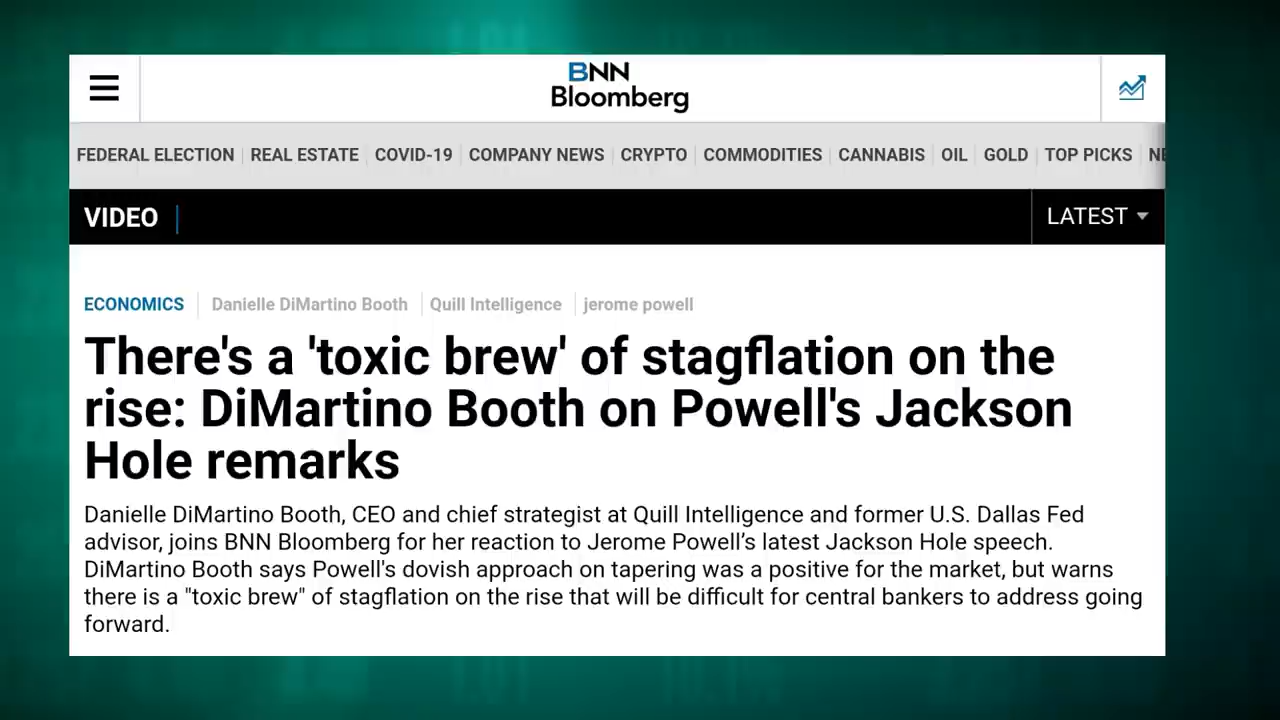 BNN
Bloomberg
FEDERAL ELECTION REAL ESTATE COVID-19 COMPANY NEWS CRYPTO COMMODITIES CANNABIS OIL GOLD TOP PICKS
VIDEO LATEST
ECONOMICS Danielle DiMartino Booth Quill Intelligence jerome powell
There's a 'toxic brew' of stagflation on the
rise: DiMartino Booth on Powell's Jackson
Hole remarks
Danielle DiMartino Booth, CEO and chief strategist at Quill Intelligence and former U.S. Dallas Fed
advisor, joins BNN Bloomberg for her reaction to Jerome Powell’s latest Jackson Hole speech.
DiMartino Booth says Powell's dovish approach on tapering was a positive for the market, but warns
there is a "toxic brew" of stagflation on the rise that will be difficult for central bankers to address going
forward.